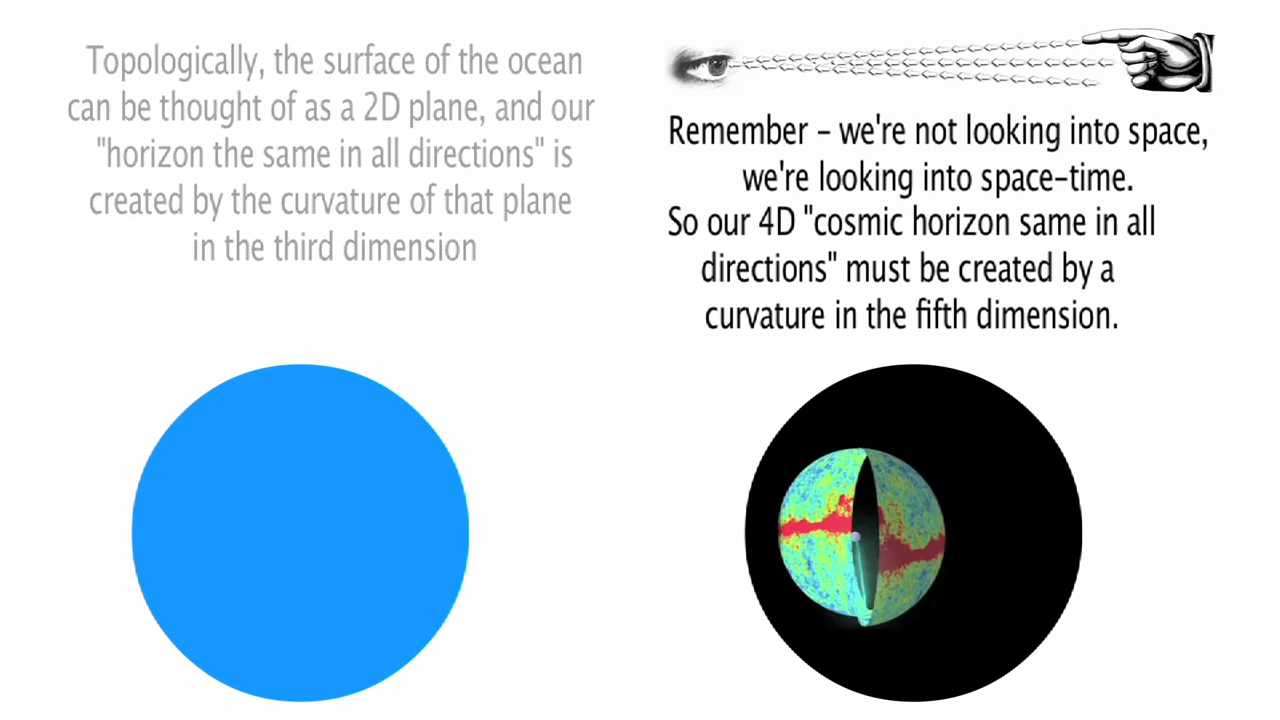 Topologically, the surface of the ocean
can be thought of as a 2D plane, and our
"horizon the same in all directions" is
created by the curvature of that plane
in the third dimension
Remember – we're not looking into space,
we're looking into space-time.
So our 4D "cosmic horizon same in all
directions" must be created by a
curvature in the fifth dimension.